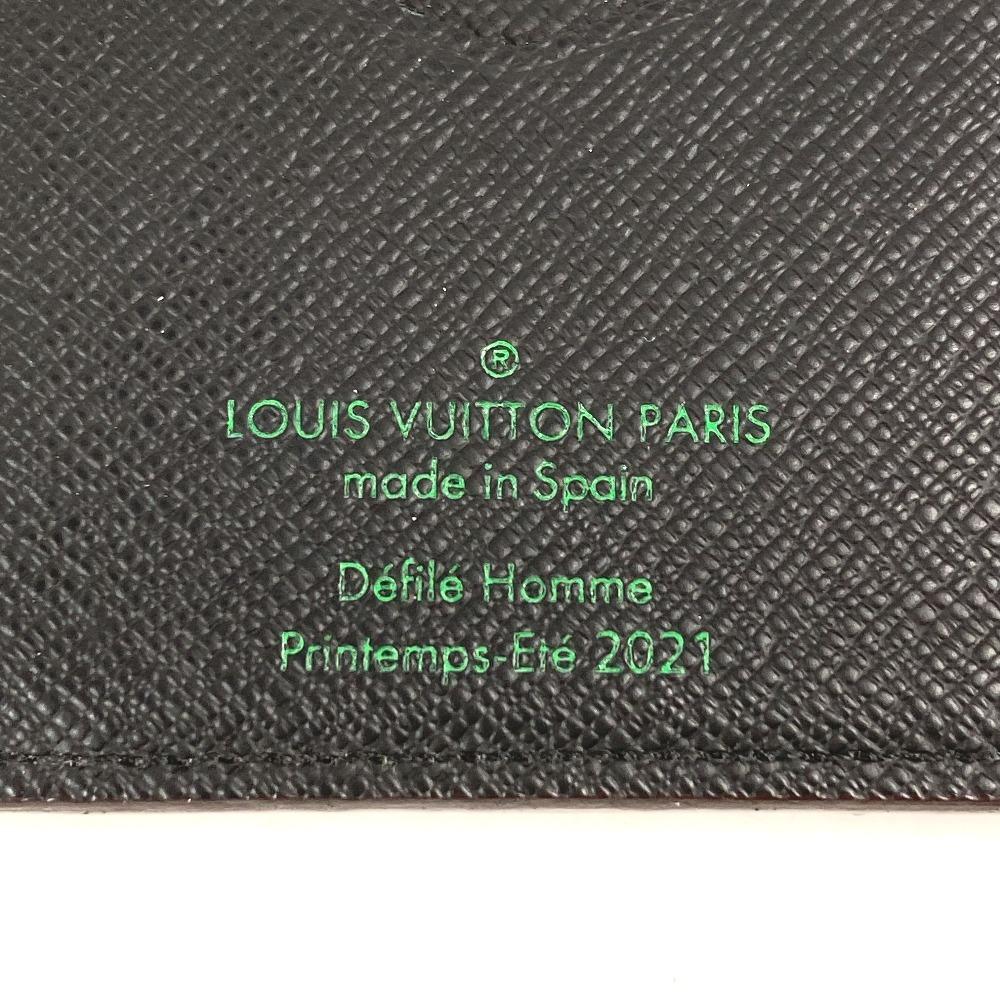 ®
LOUIS VUITTON PARIS
made in Spain
Défilé Homme
Printemps-Eté 2021